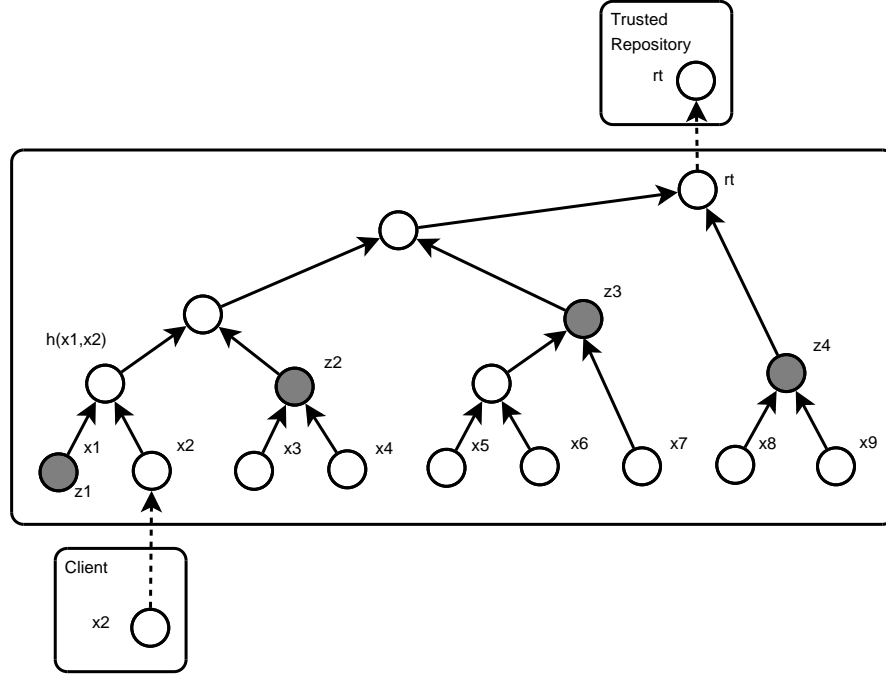 Trusted
Repository
rt
rt
z3
h(x1,x2)
z2
z4
x1
x2
x3
x4
x5
x6
x7
x8
x9
z1
Client
x2